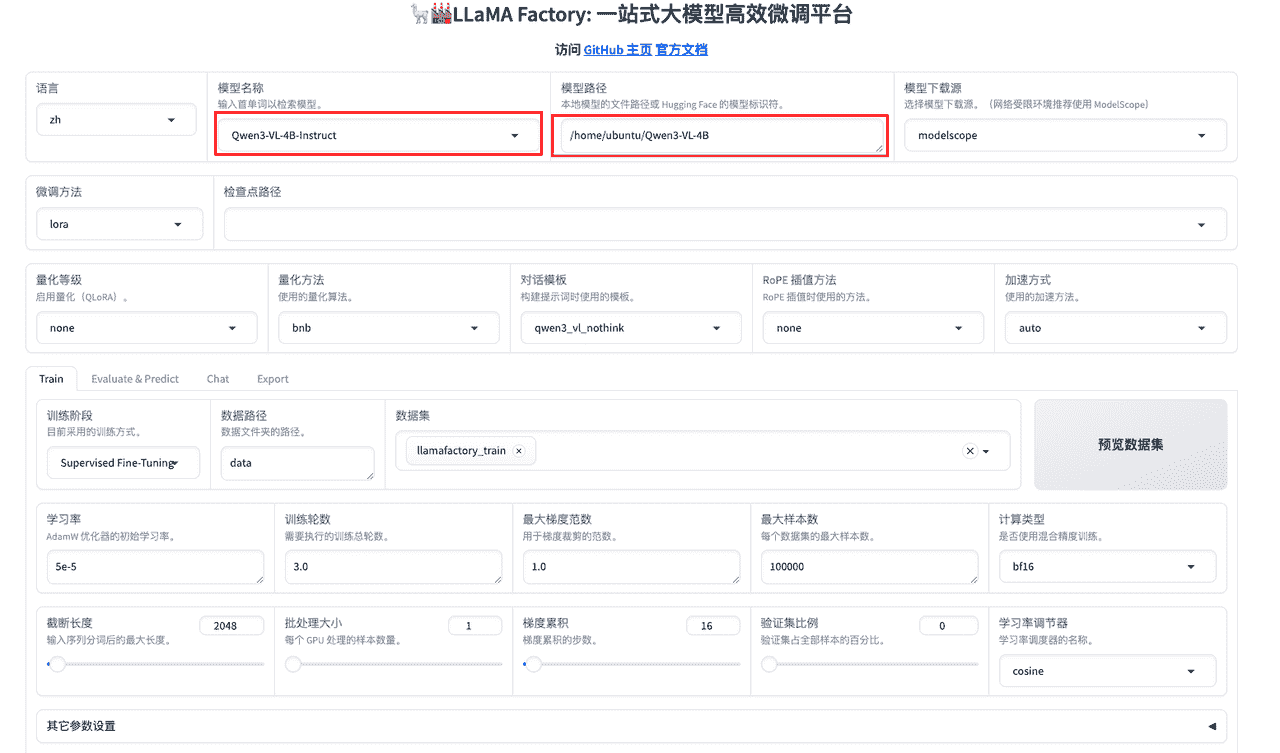 🦙🏭LLaMA Factory: 一站式大模型高效微调平台
访问 GitHub 主页 官方文档
语言
zh
模型名称
输入首单词以检索模型。
Qwen3-VL-4B-Instruct
模型路径
本地模型的文件路径或 Hugging Face 的模型标识符。
/home/ubuntu/Qwen3-VL-4B
模型下载源
选择模型下载源。（网络受限环境推荐使用 ModelScope）
modelscope
微调方法
lora
检查点路径
量化等级
启用量化（QLoRA）。
none
量化方法
使用的量化算法。
bnb
对话模板
构建提示词时使用的模板。
qwen3_vl_nothink
RoPE 插值方法
RoPE 插值时使用的方法。
none
加速方式
使用的加速方法。
auto
Train Evaluate & Predict Chat Export
训练阶段
目前采用的训练方式。
Supervised Fine-Tuning
数据路径
数据文件夹的路径。
data
数据集
llamafactory_train ×
预览数据集
学习率
AdamW 优化器的初始学习率。
5e-5
训练轮数
需要执行的训练总轮数。
3.0
最大梯度范数
用于梯度裁剪的范数。
1.0
最大样本数
每个数据集的最大样本数。
100000
计算类型
是否使用混合精度训练。
bf16
截断长度 2048
输入序列分词后的最大长度。
批处理大小 1
每个 GPU 处理的样本数量。
梯度累积 16
梯度累积的步数。
验证集比例 0
验证集占全部样本的百分比。
学习率调节器
学习率调度器的名称。
cosine
其它参数设置